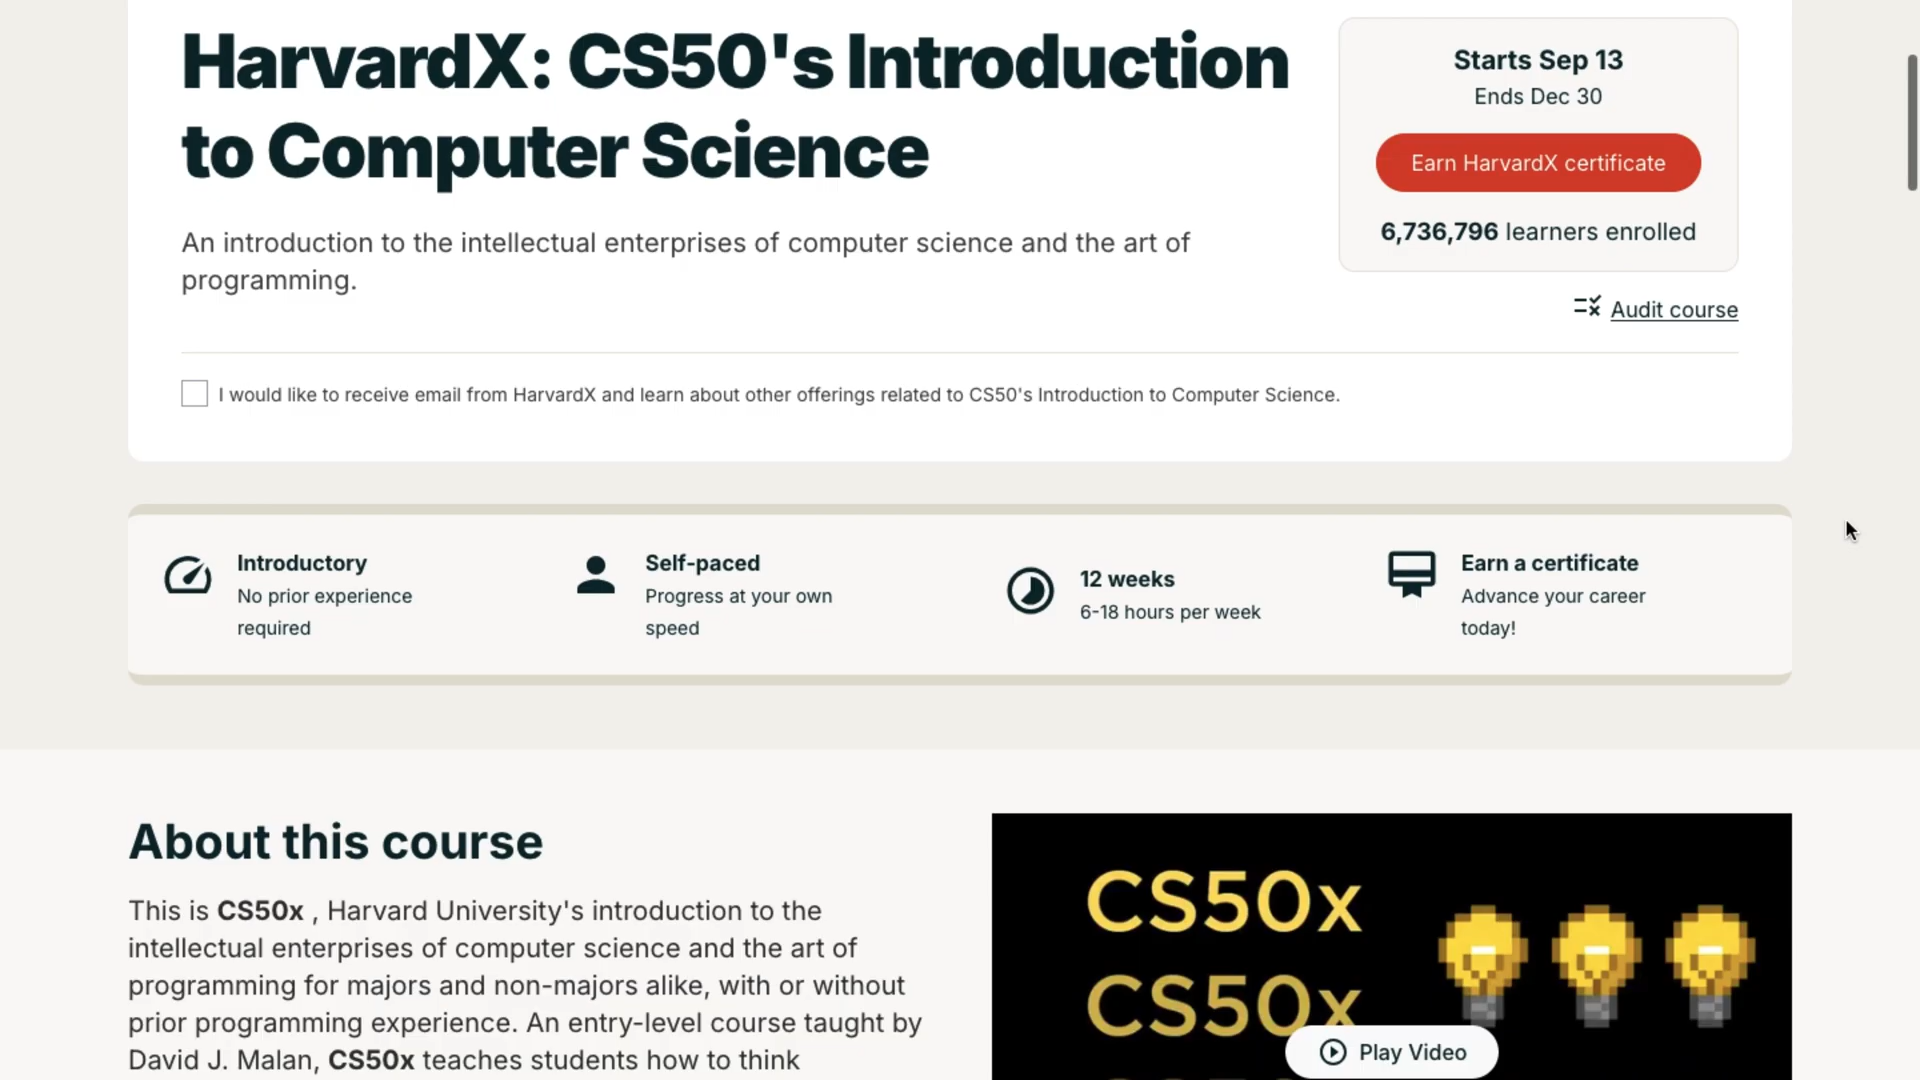 HarvardX: CS50's Introduction
to Computer Science
An introduction to the intellectual enterprises of computer science and the art of
programming.
Starts Sep 13
Ends Dec 30
Earn HarvardX certificate
6,736,796 learners enrolled
Audit course
I would like to receive email from HarvardX and learn about other offerings related to CS50's Introduction to Computer Science.
Introductory
No prior experience
required
Self-paced
Progress at your own
speed
12 weeks
6-18 hours per week
Earn a certificate
Advance your career
today!
About this course
This is CS50x , Harvard University's introduction to the
intellectual enterprises of computer science and the art of
programming for majors and non-majors alike, with or without
prior programming experience. An entry-level course taught by
David J. Malan, CS50x teaches students how to think
CS50x
CS50x
Play Video